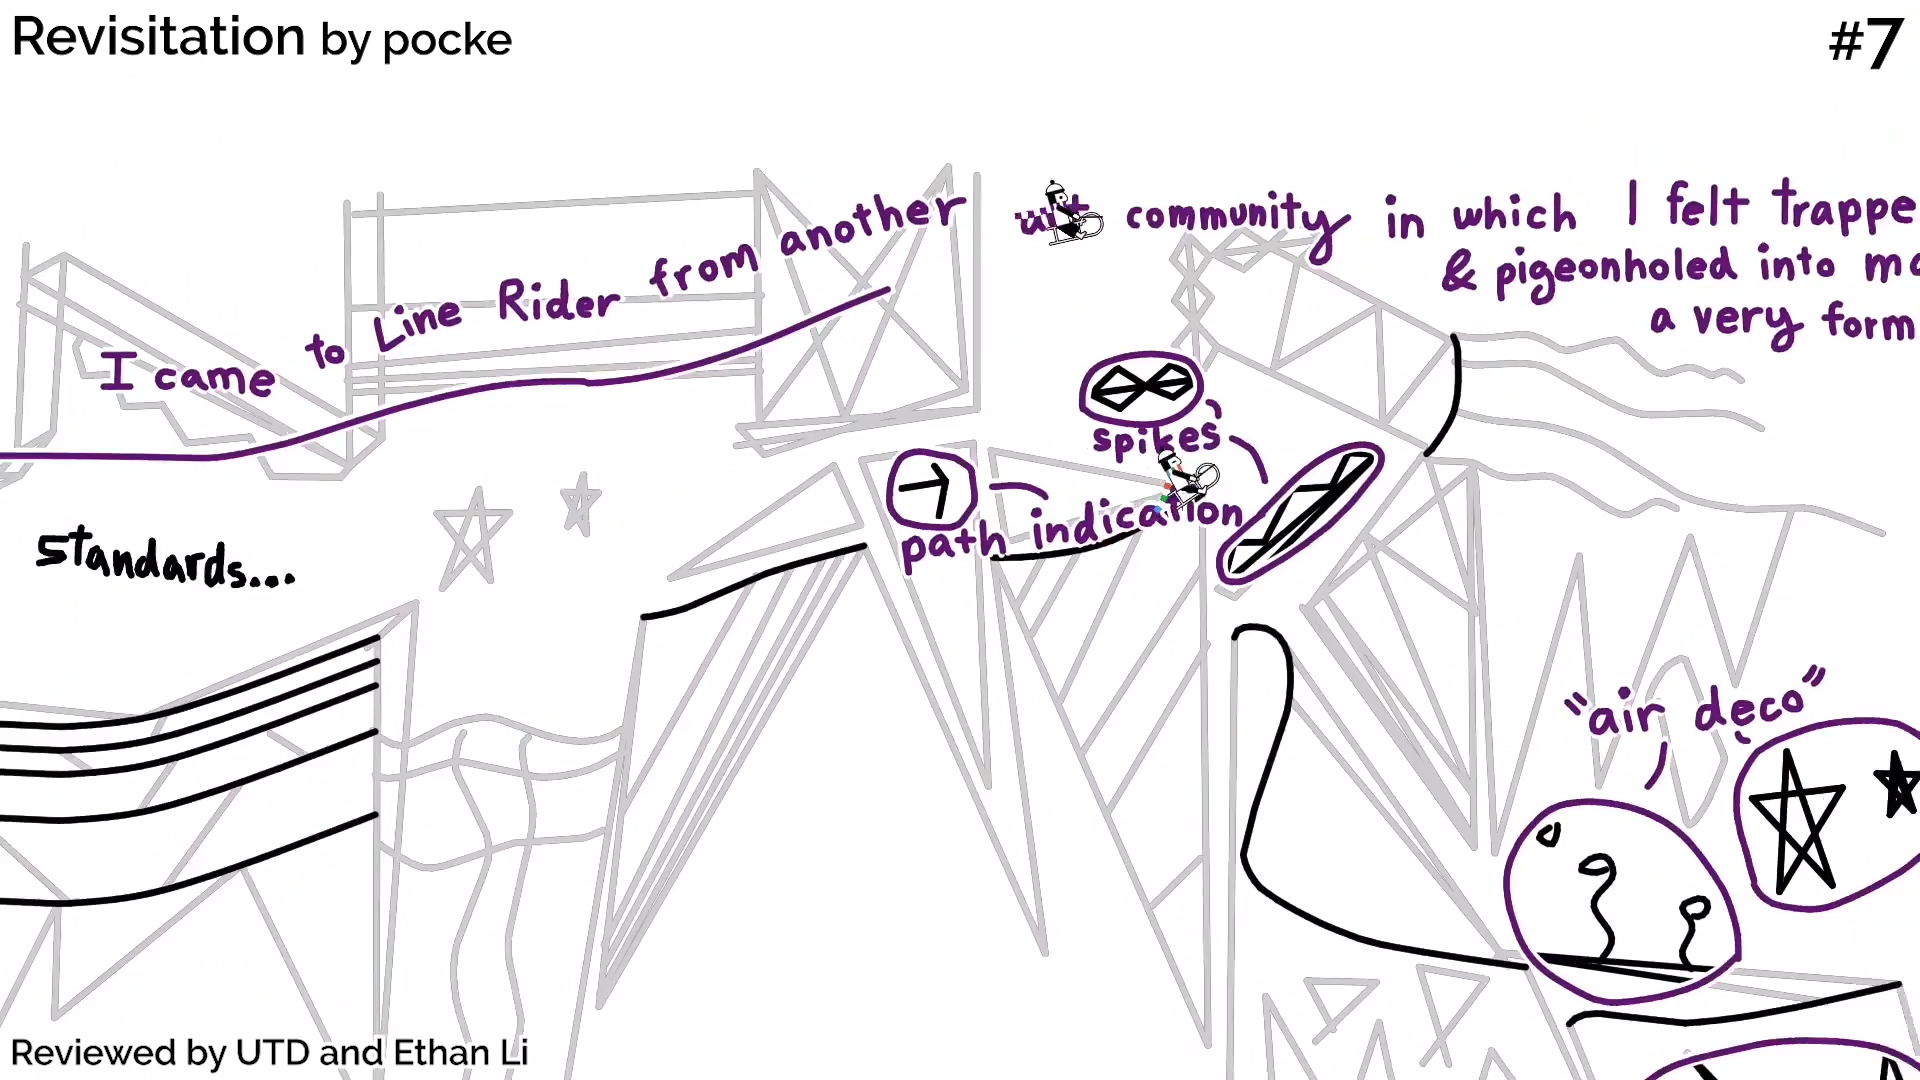 Revisitation by pocke
#7
I came to Line Rider from another art community in which I felt trappe
& pigeonholed into
a very form
spikes
path indication
standards...
"air deco"
Reviewed by UTD and Ethan Li